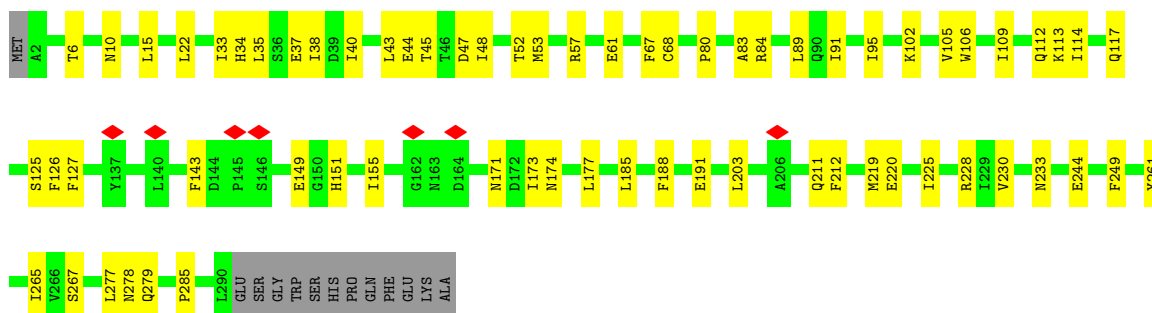 MET A2 T6 N10 L15 L22 I33 H34 L35 S36 E37 I38 D39 I40 L43 E44 T45 T46 D47 I48 T52 M53 R57 E61 F67 C68 P80 A83 R84 L89 Q90 I91 I95 K102 V105 W106 I109 Q112 K113 I114 Q117
S125 F126 F127 Y137 L140 F143 D144 P145 S146 E149 G150 H151 I155 G162 N163 D164 N171 D172 I173 N174 L177 L185 F188 E191 L203 A206 Q211 F212 M219 E220 I225 R228 I229 V230 N233 E244 F249
I265 V266 S267 L277 N278 Q279 P285 L290 GLU SER GLY TRP SER HIS PRO GLN PHE GLU LYS ALA